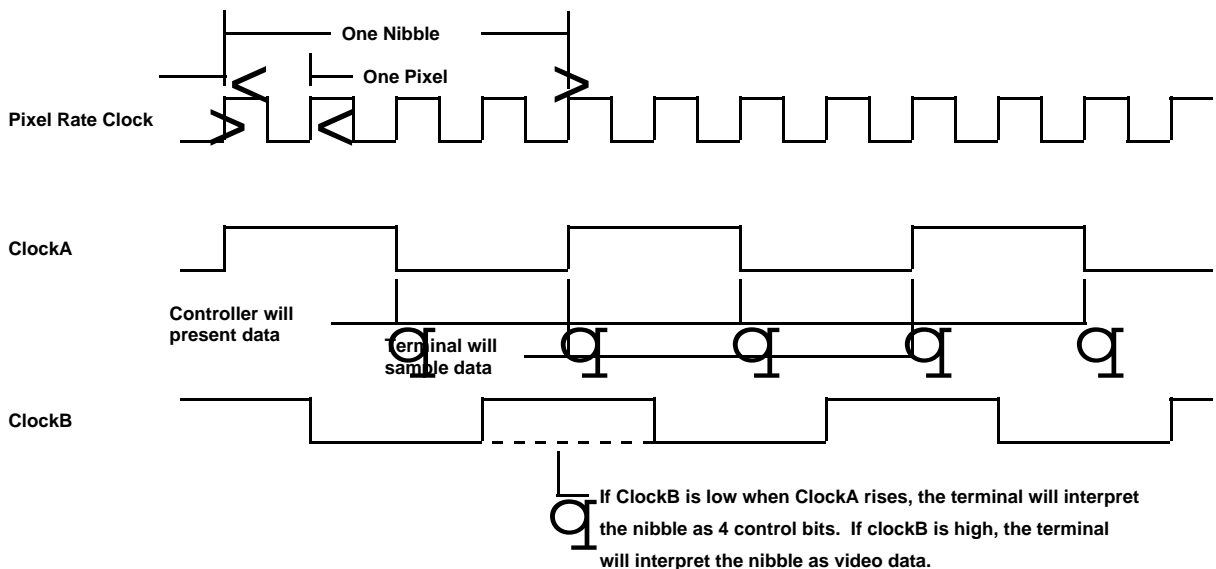 One Nibble
One Pixel
Pixel Rate Clock
ClockA
Controller will
present data
Terminal will
sample data
q q q q q
ClockB
q
If ClockB is low when ClockA rises, the terminal will interpret
the nibble as 4 control bits. If clockB is high, the terminal
will interpret the nibble as video data.